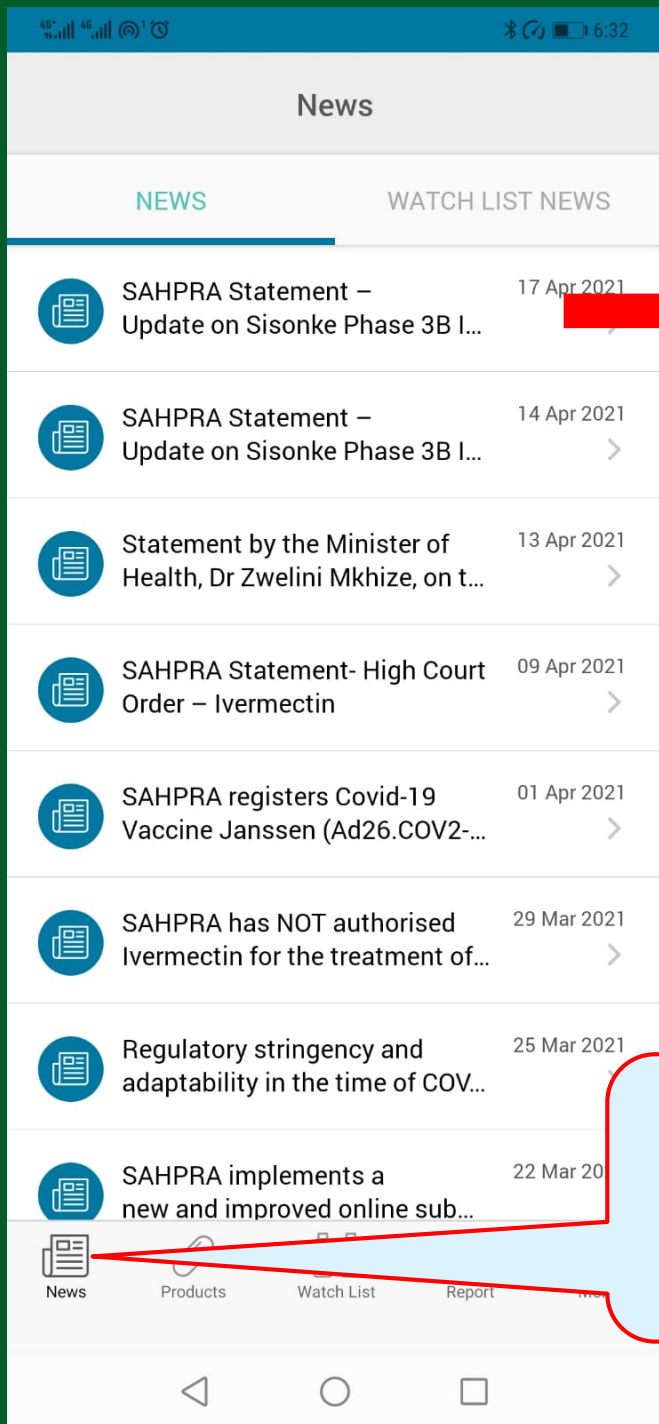 4G+ 4G 1 6:32
News
NEWS WATCH LIST NEWS
SAHPRA Statement – 17 Apr 2021
Update on Sisonke Phase 3B I...
SAHPRA Statement – 14 Apr 2021
Update on Sisonke Phase 3B I...
Statement by the Minister of 13 Apr 2021
Health, Dr Zwelini Mkhize, on t...
SAHPRA Statement- High Court 09 Apr 2021
Order – Ivermectin
SAHPRA registers Covid-19 01 Apr 2021
Vaccine Janssen (Ad26.COV2-...
SAHPRA has NOT authorised 29 Mar 2021
Ivermectin for the treatment of...
Regulatory stringency and 25 Mar 2021
adaptability in the time of COV...
SAHPRA implements a 22 Mar
new and improved online sub...
News Products Watch List Report